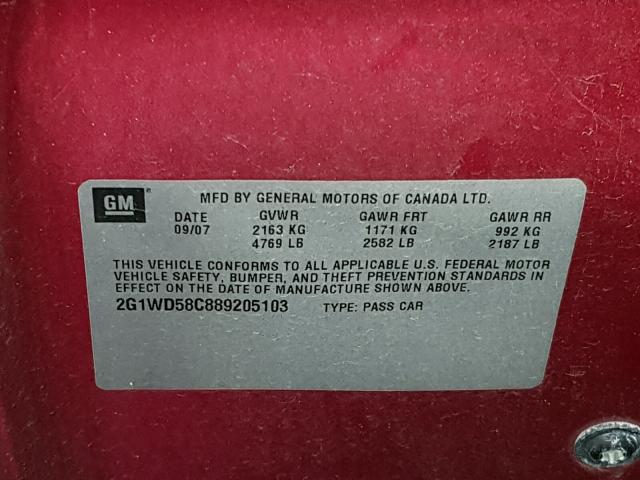 GM
MFD BY GENERAL MOTORS OF CANADA LTD.
DATE GVWR GAWR FRT GAWR RR
09/07 2163 KG 1171 KG 992 KG
4769 LB 2582 LB 2187 LB
THIS VEHICLE CONFORMS TO ALL APPLICABLE U.S. FEDERAL MOTOR
VEHICLE SAFETY, BUMPER, AND THEFT PREVENTION STANDARDS IN
EFFECT ON THE DATE OF MANUFACTURE SHOWN ABOVE.
2G1WD58C889205103 TYPE: PASS CAR